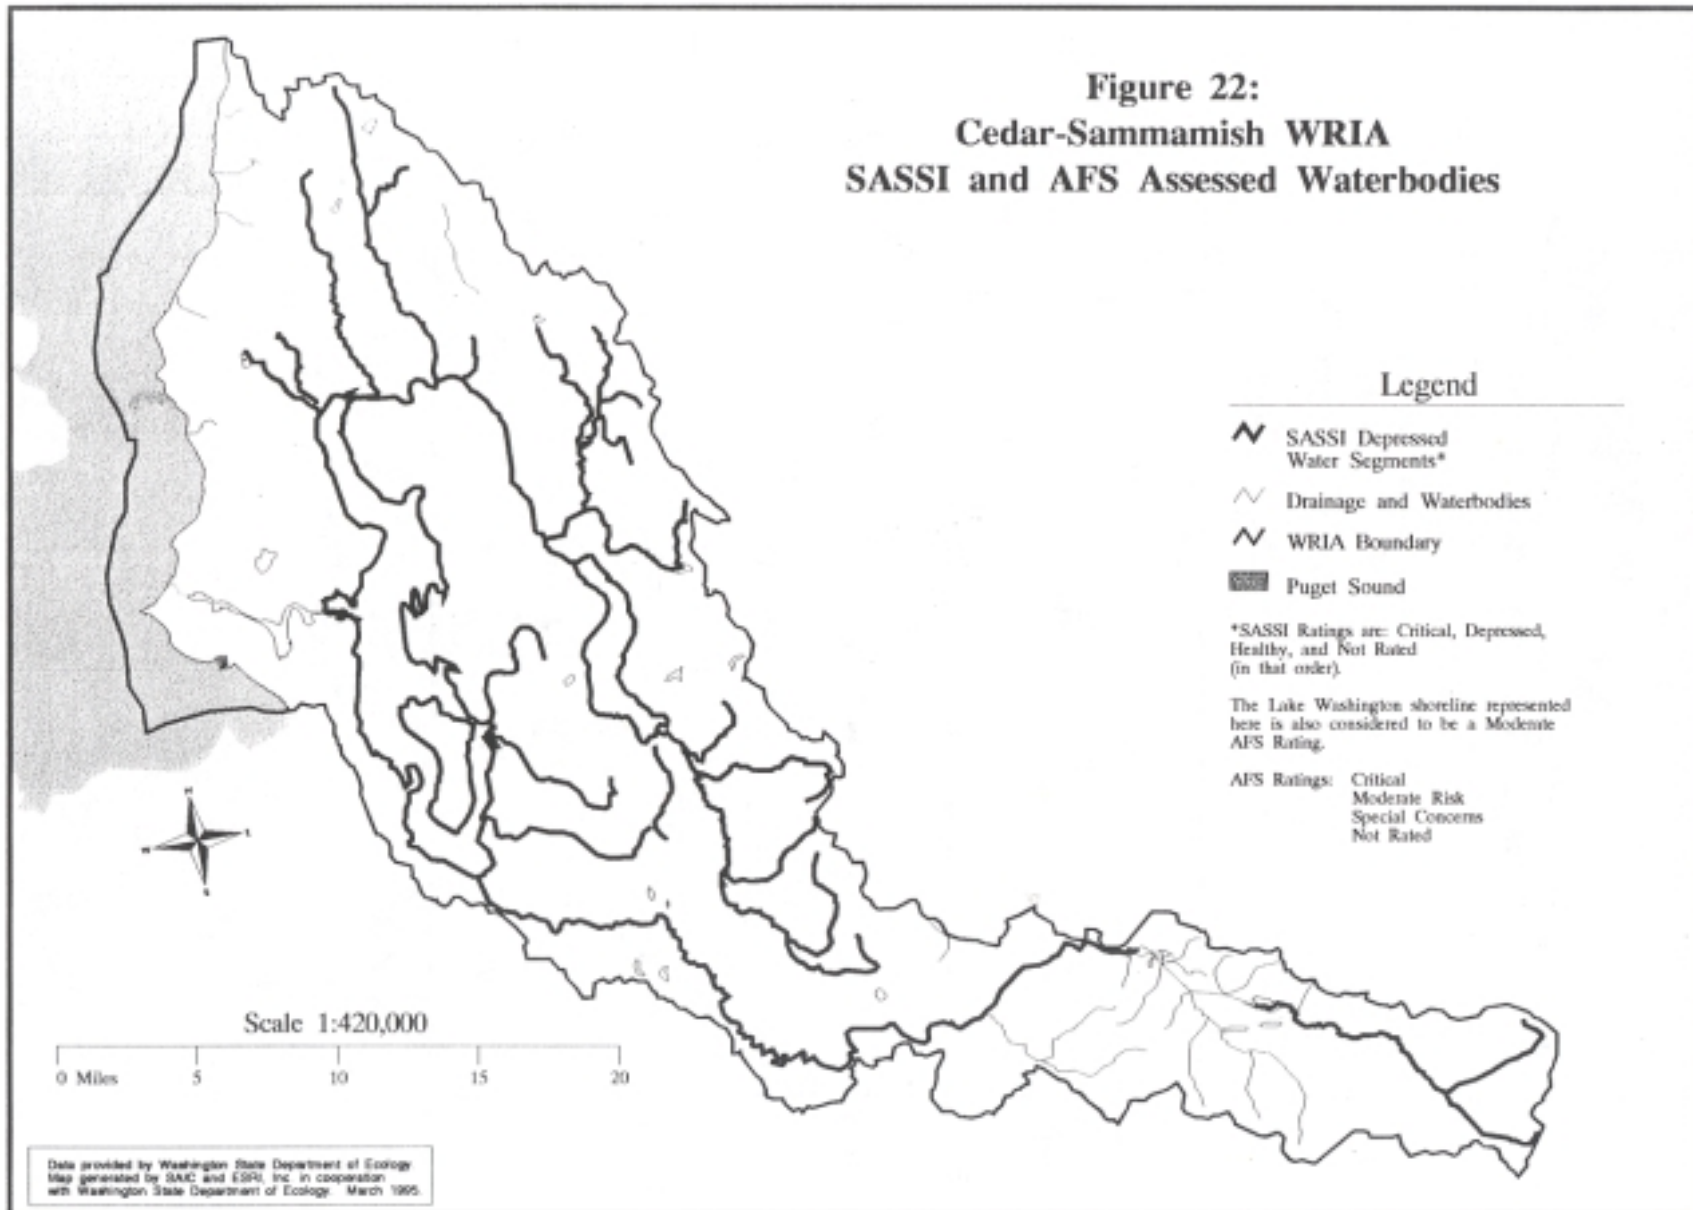 Figure 22:
Cedar-Sammamish WRIA
SASSI and AFS Assessed Waterbodies
Legend
SASSI Depressed
Water Segments*
Drainage and Waterbodies
WRIA Boundary
Puget Sound
*SASSI Ratings are: Critical, Depressed,
Healthy, and Not Rated
(in that order).
The Lake Washington shoreline represented
here is also considered to be a Moderate
AFS Rating.
AFS Ratings: Critical
Moderate Risk
Special Concerns
Not Rated
N
W E
S
Scale 1:420,000
0 Miles 5 10 15 20
Data provided by Washington State Department of Ecology
Map generated by SAIC and ESRI, Inc in cooperation
with Washington State Department of Ecology. March 1995.